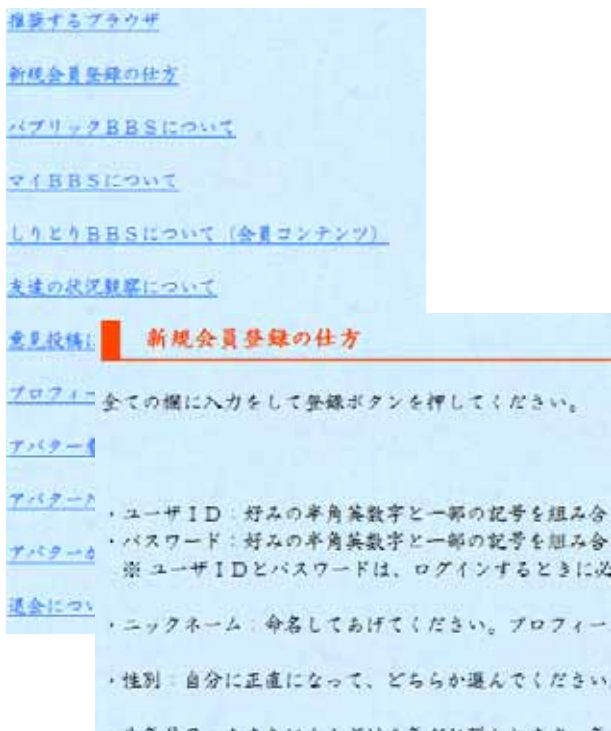 推奨するブラウザ
新規会員登録の仕方
パブリックBBSについて
マイBBSについて
しりとりBBSについて（会員コンテンツ）
友達の状況観察について
意見投稿に
プロフィー
アバター
アバター
アバターか
退会につい
新規会員登録の仕方
全ての欄に入力をして登録ボタンを押してください。
・ユーザID：好みの半角英数字と一部の記号を組み合
・パスワード：好みの半角英数字と一部の記号を組み合
※ ユーザIDとパスワードは、ログインするときに必
・ニックネーム：命名してあげてください。プロフィー
・性別：自分に正直になって、どちらか選んでください